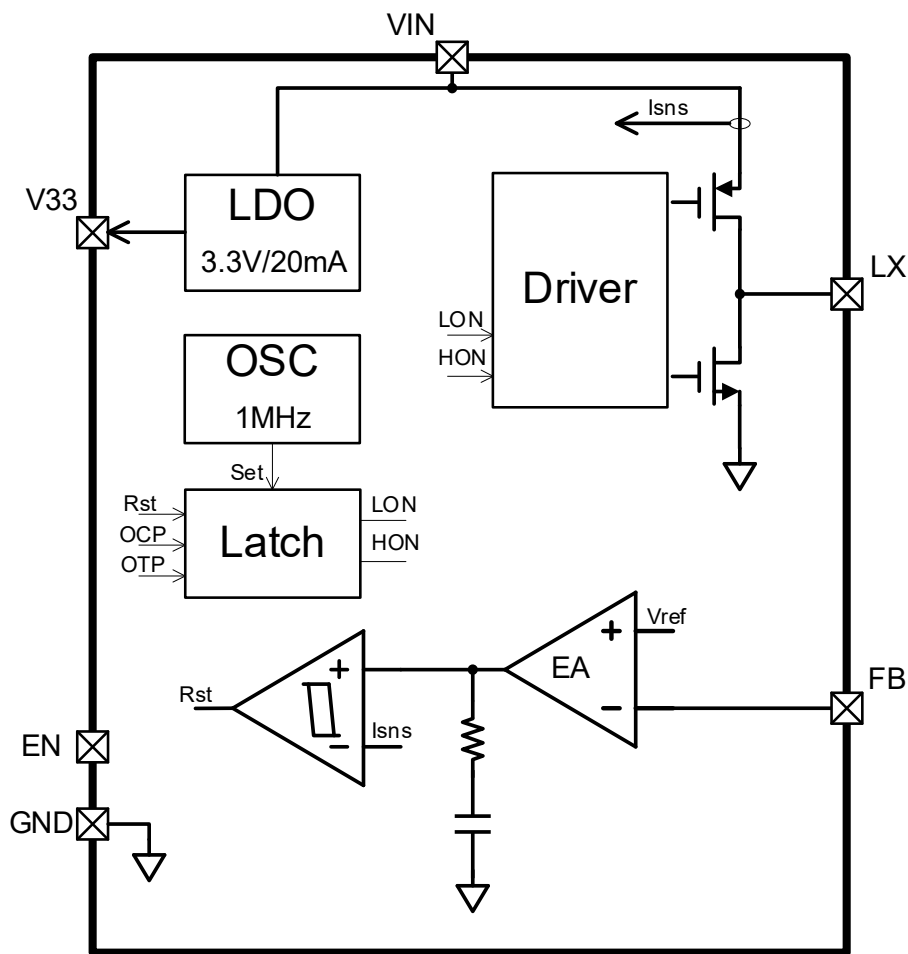 VIN
Isns
V33
LDO
3.3V/20mA
Driver
LX
LON
HON
OSC
1MHz
Set
Rst
OCP
OTP
Latch
LON
HON
+
Vref
EA
-
FB
+
Rst
-
Isns
EN
GND